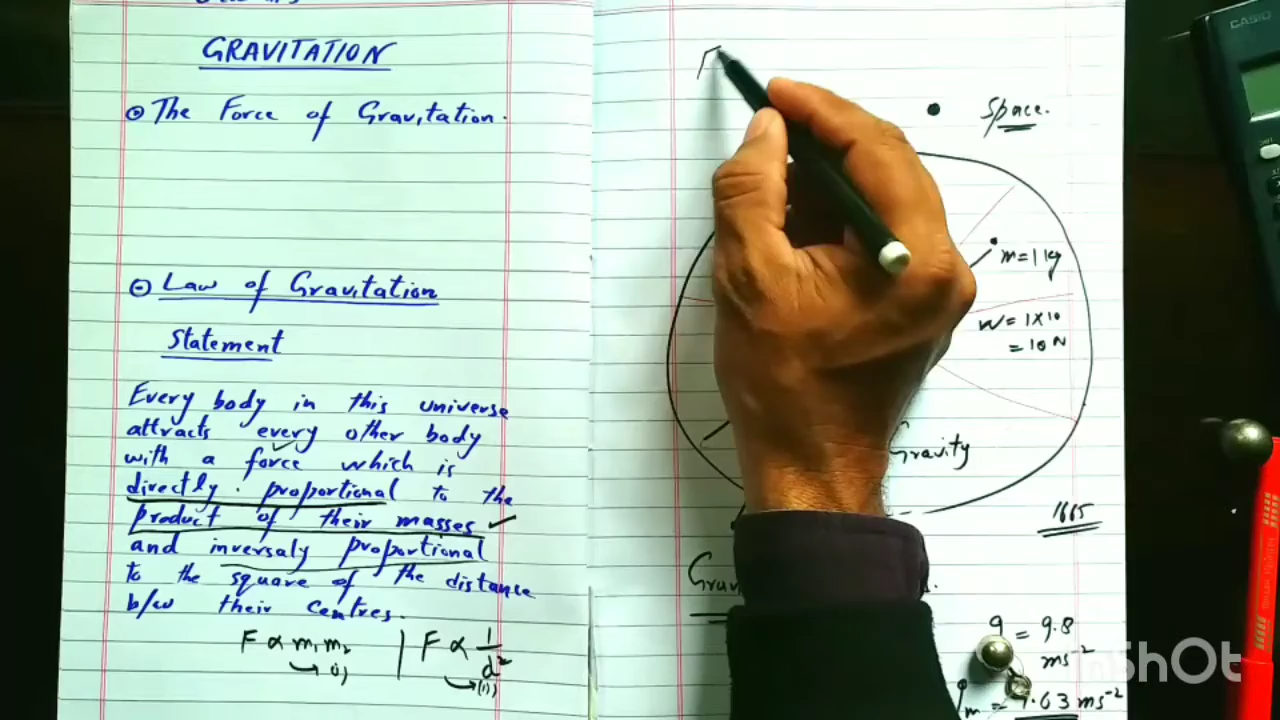 GRAVITATION
The Force of Gravitation.
Law of Gravitation
Statement
Every body in this universe
attracts every other body
with a force which is
directly. proportional to the
product of their masses ✓
and inversaly proportional
to the square of the distance
b/w their centres.
F ∝ m₁m₂ | F ∝ 1/d²
→ (i) → (ii)
Space.
m = 1 kg
W = 1×10
= 10 N
Gravity
1665
g = 9.8
ms⁻²
.63 ms⁻²
CASIO
InShOt